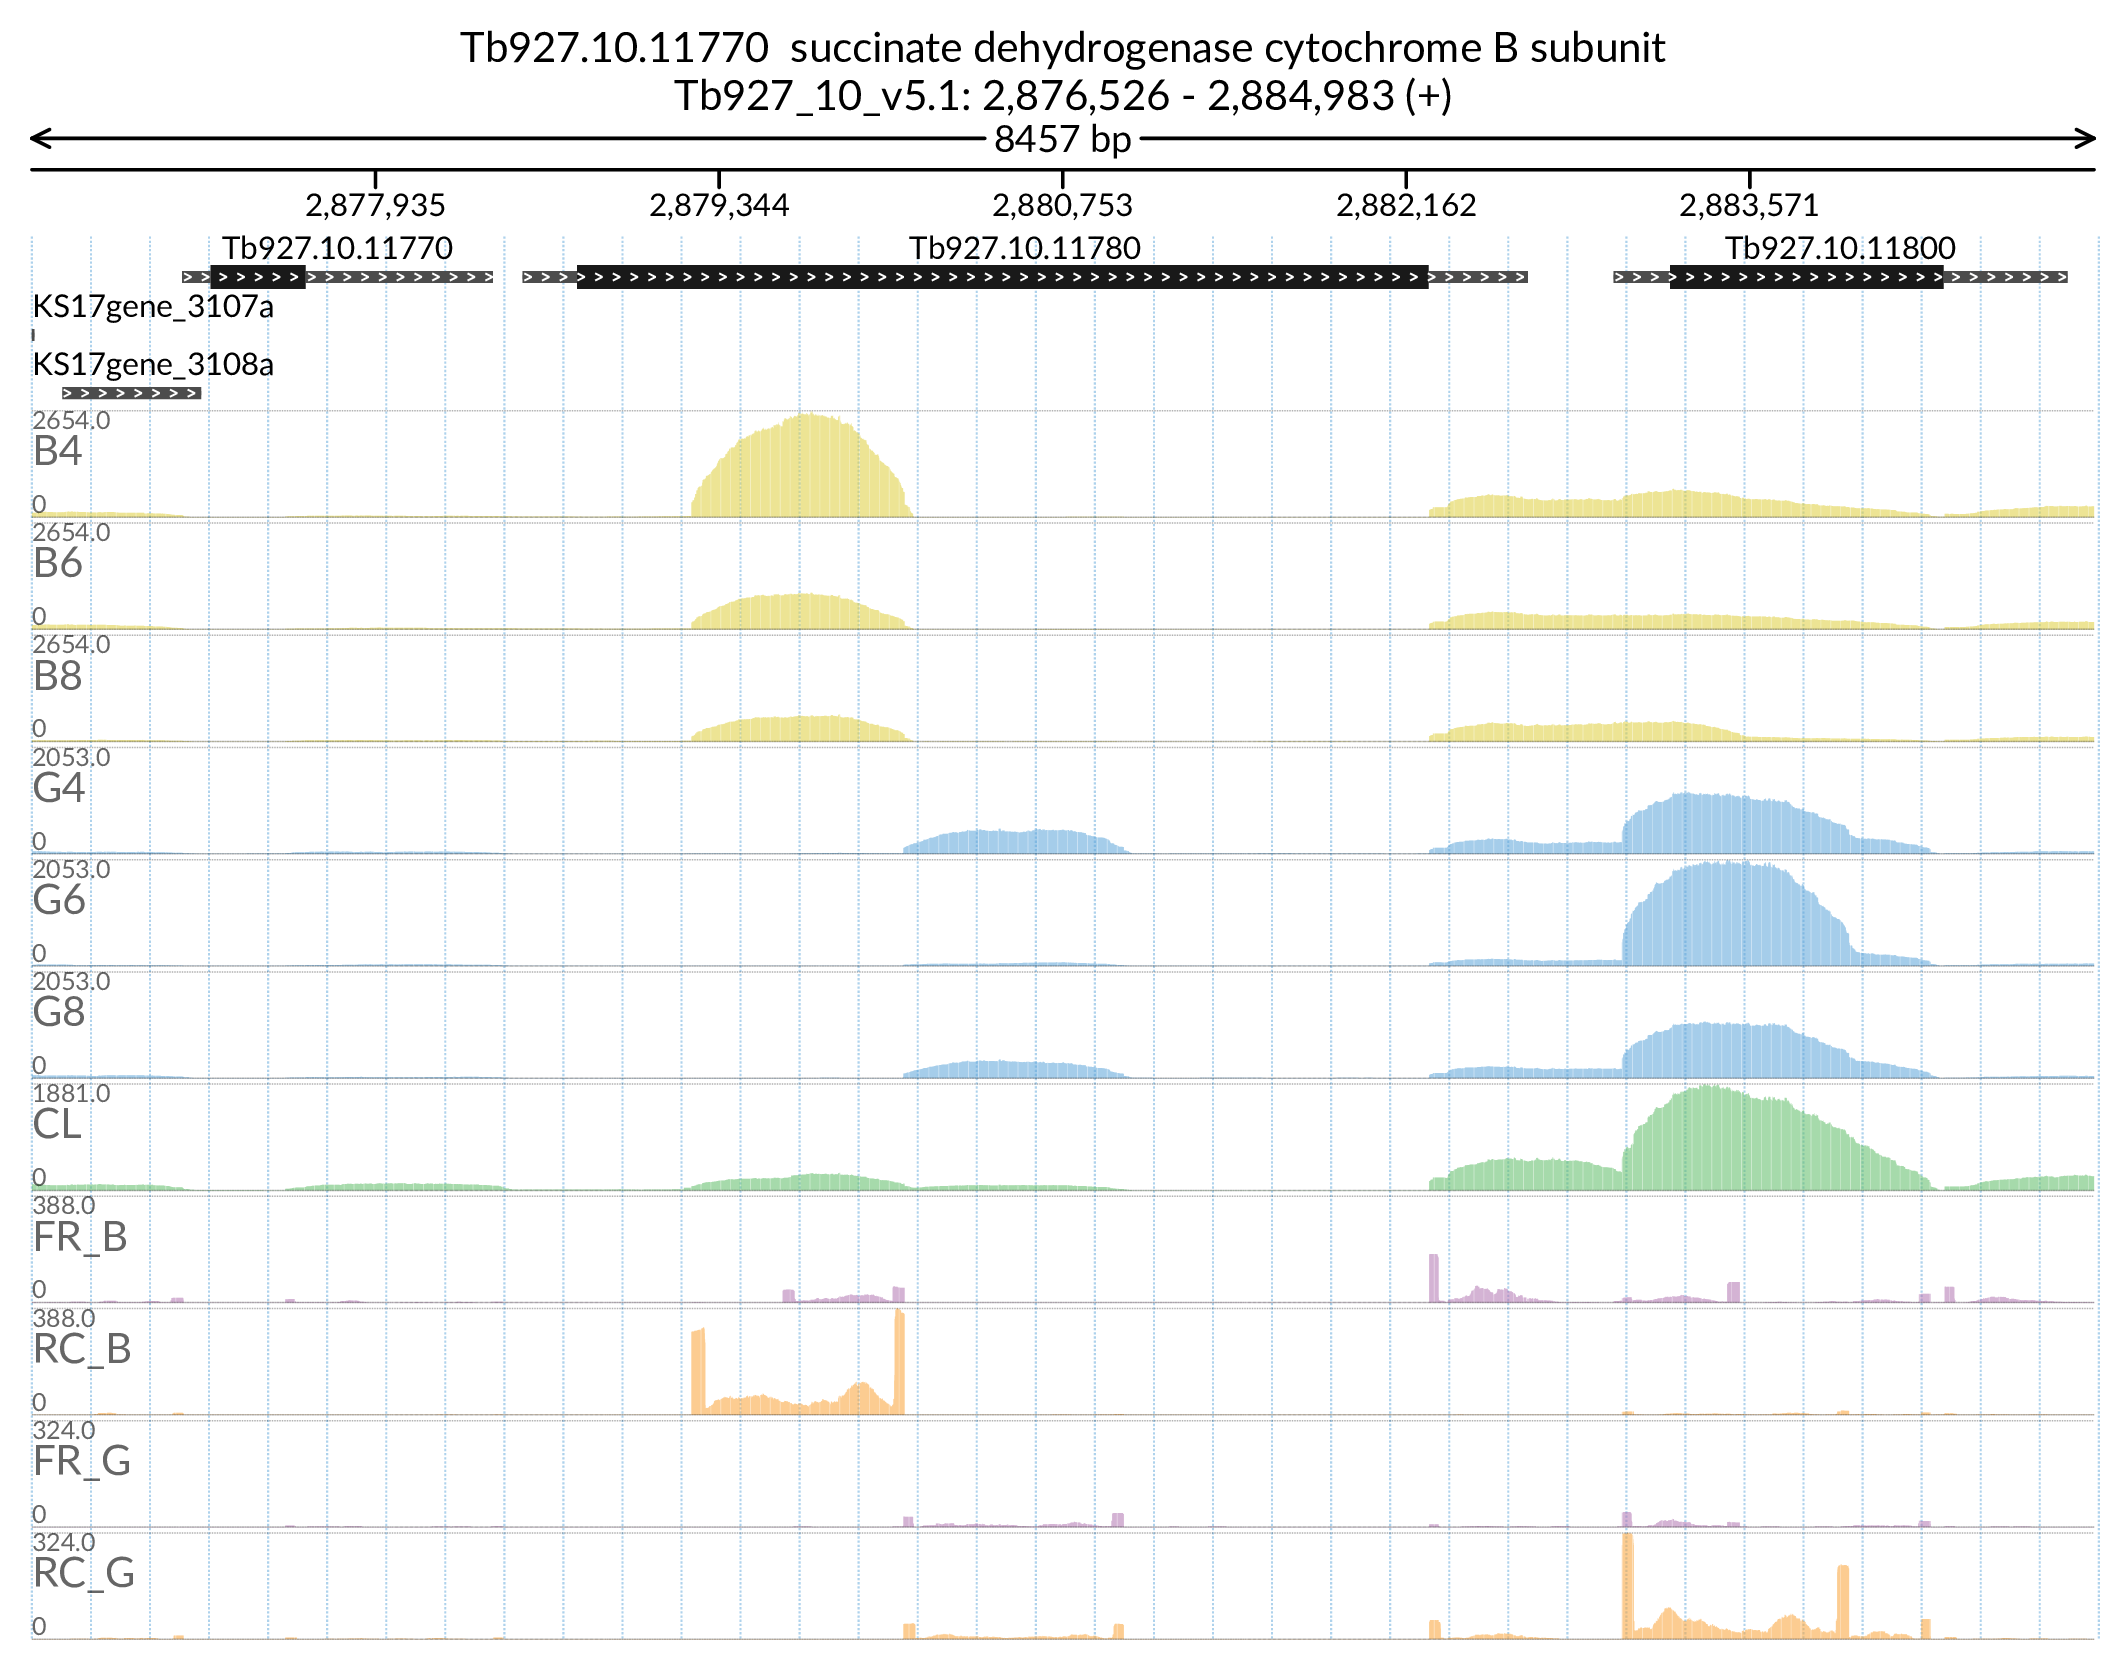 Tb927.10.11770  succinate dehydrogenase cytochrome B subunit
Tb927_10_v5.1: 2,876,526 - 2,884,983 (+)
8457 bp
2,877,935 2,879,344 2,880,753 2,882,162 2,883,571
Tb927.10.11770 Tb927.10.11780 Tb927.10.11800
KS17gene_3107a
KS17gene_3108a
2654.0
B4
0
2654.0
B6
0
2654.0
B8
0
2053.0
G4
0
2053.0
G6
0
2053.0
G8
0
1881.0
CL
0
388.0
FR_B
0
388.0
RC_B
0
324.0
FR_G
0
324.0
RC_G
0